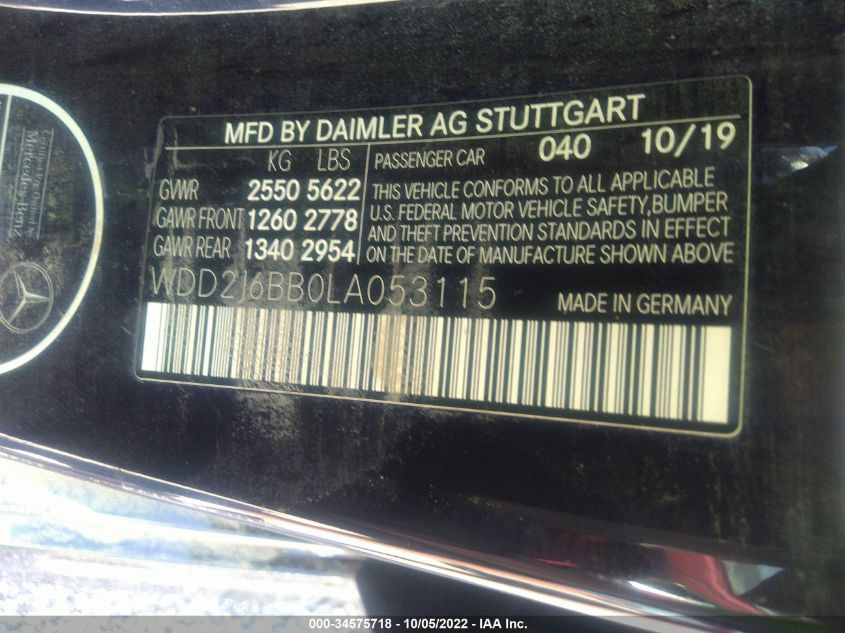 MFD BY DAIMLER AG STUTTGART
KG LBS
GVWR 2550 5622
GAWR FRONT 1260 2778
GAWR REAR 1340 2954
PASSENGER CAR 040 10/19
THIS VEHICLE CONFORMS TO ALL APPLICABLE
U.S. FEDERAL MOTOR VEHICLE SAFETY, BUMPER
AND THEFT PREVENTION STANDARDS IN EFFECT
ON THE DATE OF MANUFACTURE SHOWN ABOVE
WDD2J6BB0LA053115
MADE IN GERMANY
Mercedes-Benz
000-34575718 - 10/05/2022 - IAA Inc.